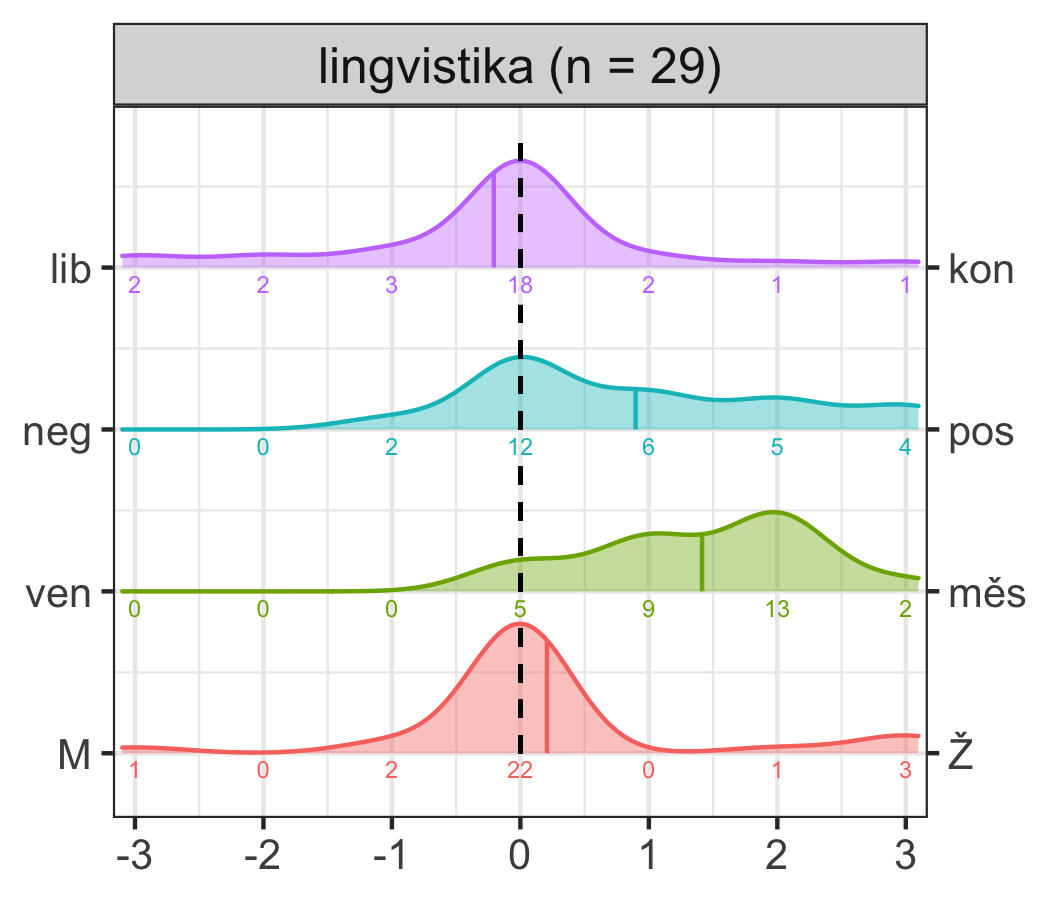 lingvistika (n = 29)
lib kon
2 2 3 18 2 1 1
neg pos
0 0 2 12 6 5 4
ven měs
0 0 0 5 9 13 2
M Ž
1 0 2 22 0 1 3
-3 -2 -1 0 1 2 3